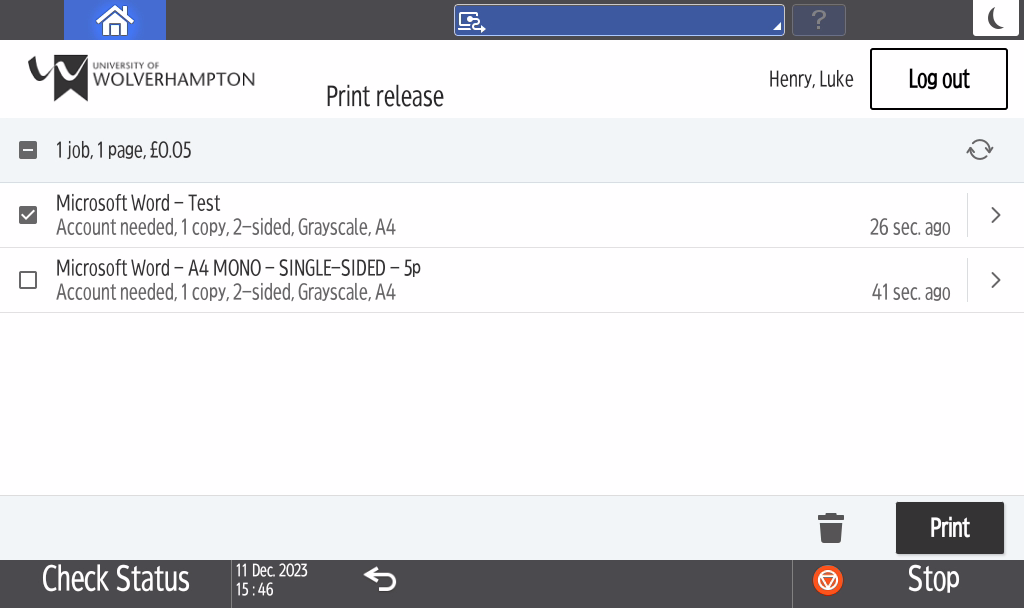 ?
UNIVERSITY OF
WOLVERHAMPTON
Print release
Henry, Luke
Log out
1 job, 1 page, £0.05
Microsoft Word – Test
Account needed, 1 copy, 2–sided, Grayscale, A4
26 sec. ago
Microsoft Word – A4 MONO – SINGLE–SIDED – 5p
Account needed, 1 copy, 2–sided, Grayscale, A4
41 sec. ago
Print
Check Status
11 Dec. 2023
15 : 46
Stop